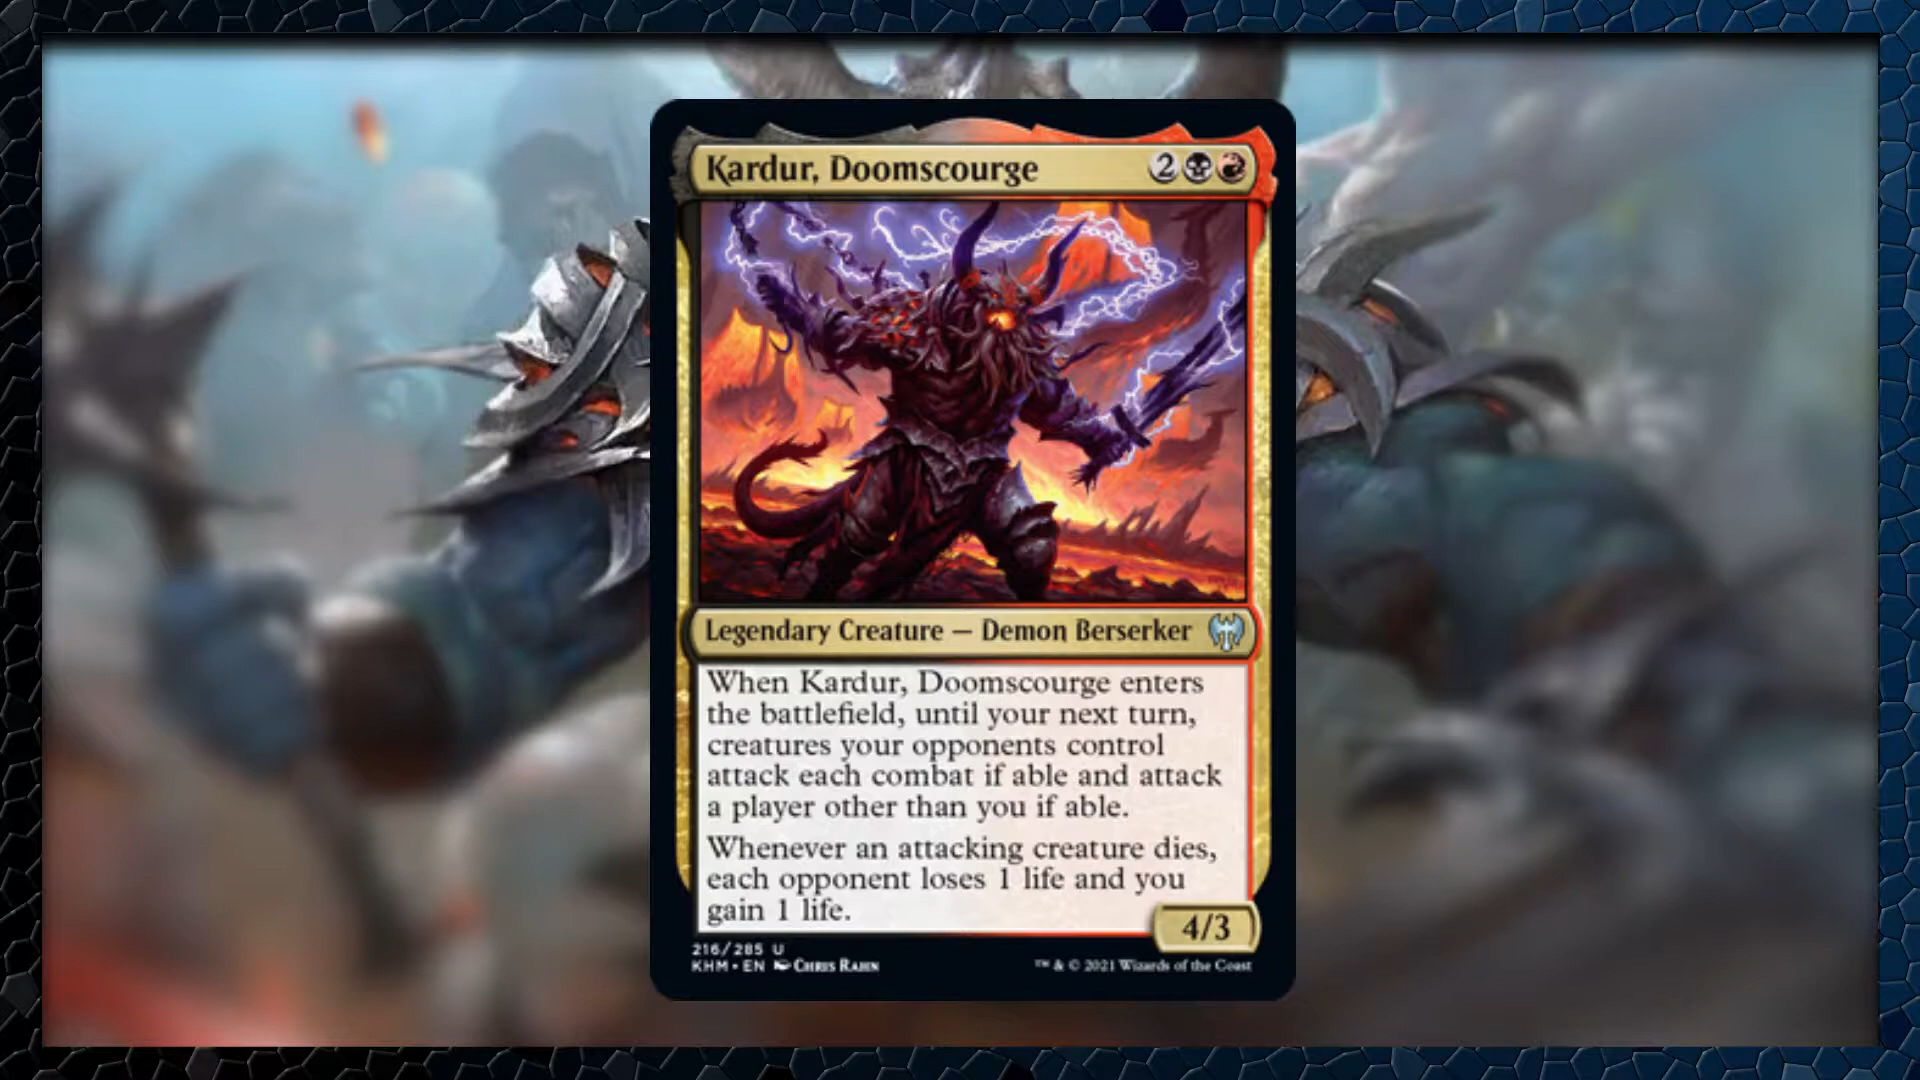 Kardur, Doomscourge 2
Legendary Creature — Demon Berserker
When Kardur, Doomscourge enters
the battlefield, until your next turn,
creatures your opponents control
attack each combat if able and attack
a player other than you if able.
Whenever an attacking creature dies,
each opponent loses 1 life and you
gain 1 life.
4/3
216/285 U
KHM • EN Chris Rahn
™ & © 2021 Wizards of the Coast